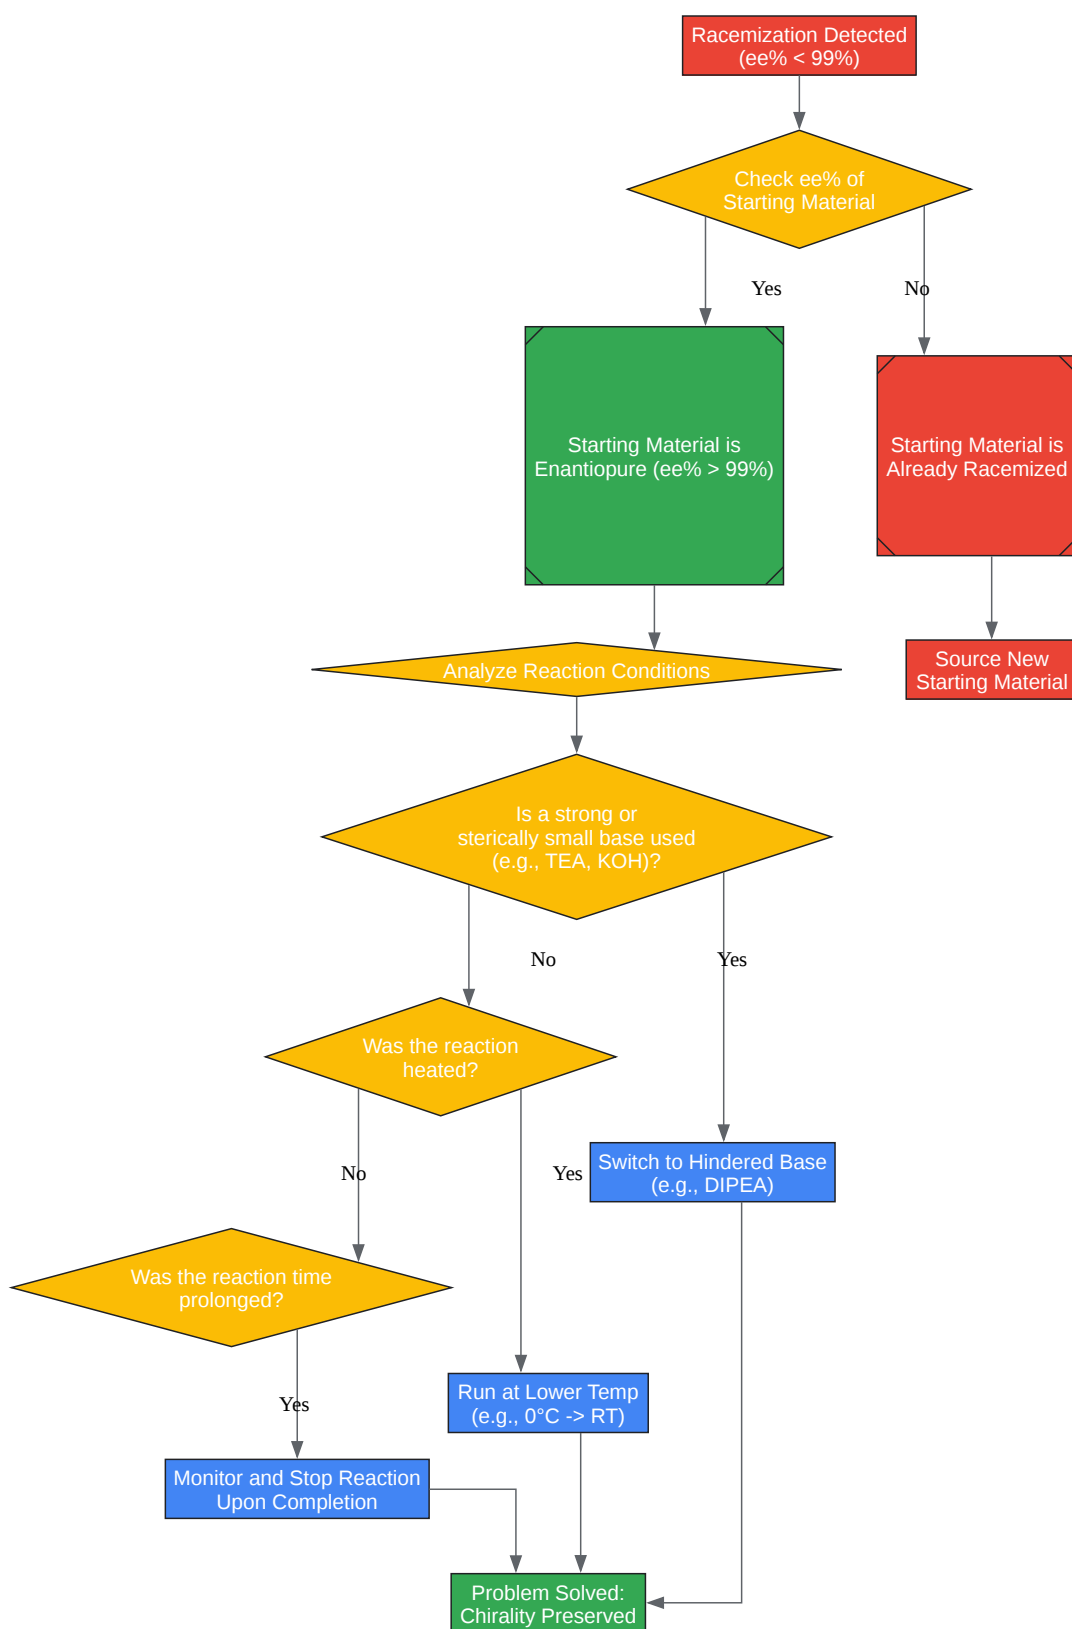 Racemization Detected
(ee% < 99%)
Check ee% of
Starting Material
Yes
No
Starting Material is
Enantiopure (ee% > 99%)
Starting Material is
Already Racemized
Source New
Starting Material
Analyze Reaction Conditions
Is a strong or
sterically small base used
(e.g., TEA, KOH)?
No
Yes
Was the reaction
heated?
No
Yes
Switch to Hindered Base
(e.g., DIPEA)
Was the reaction time
prolonged?
Yes
Run at Lower Temp
(e.g., 0°C -> RT)
Monitor and Stop Reaction
Upon Completion
Problem Solved:
Chirality Preserved